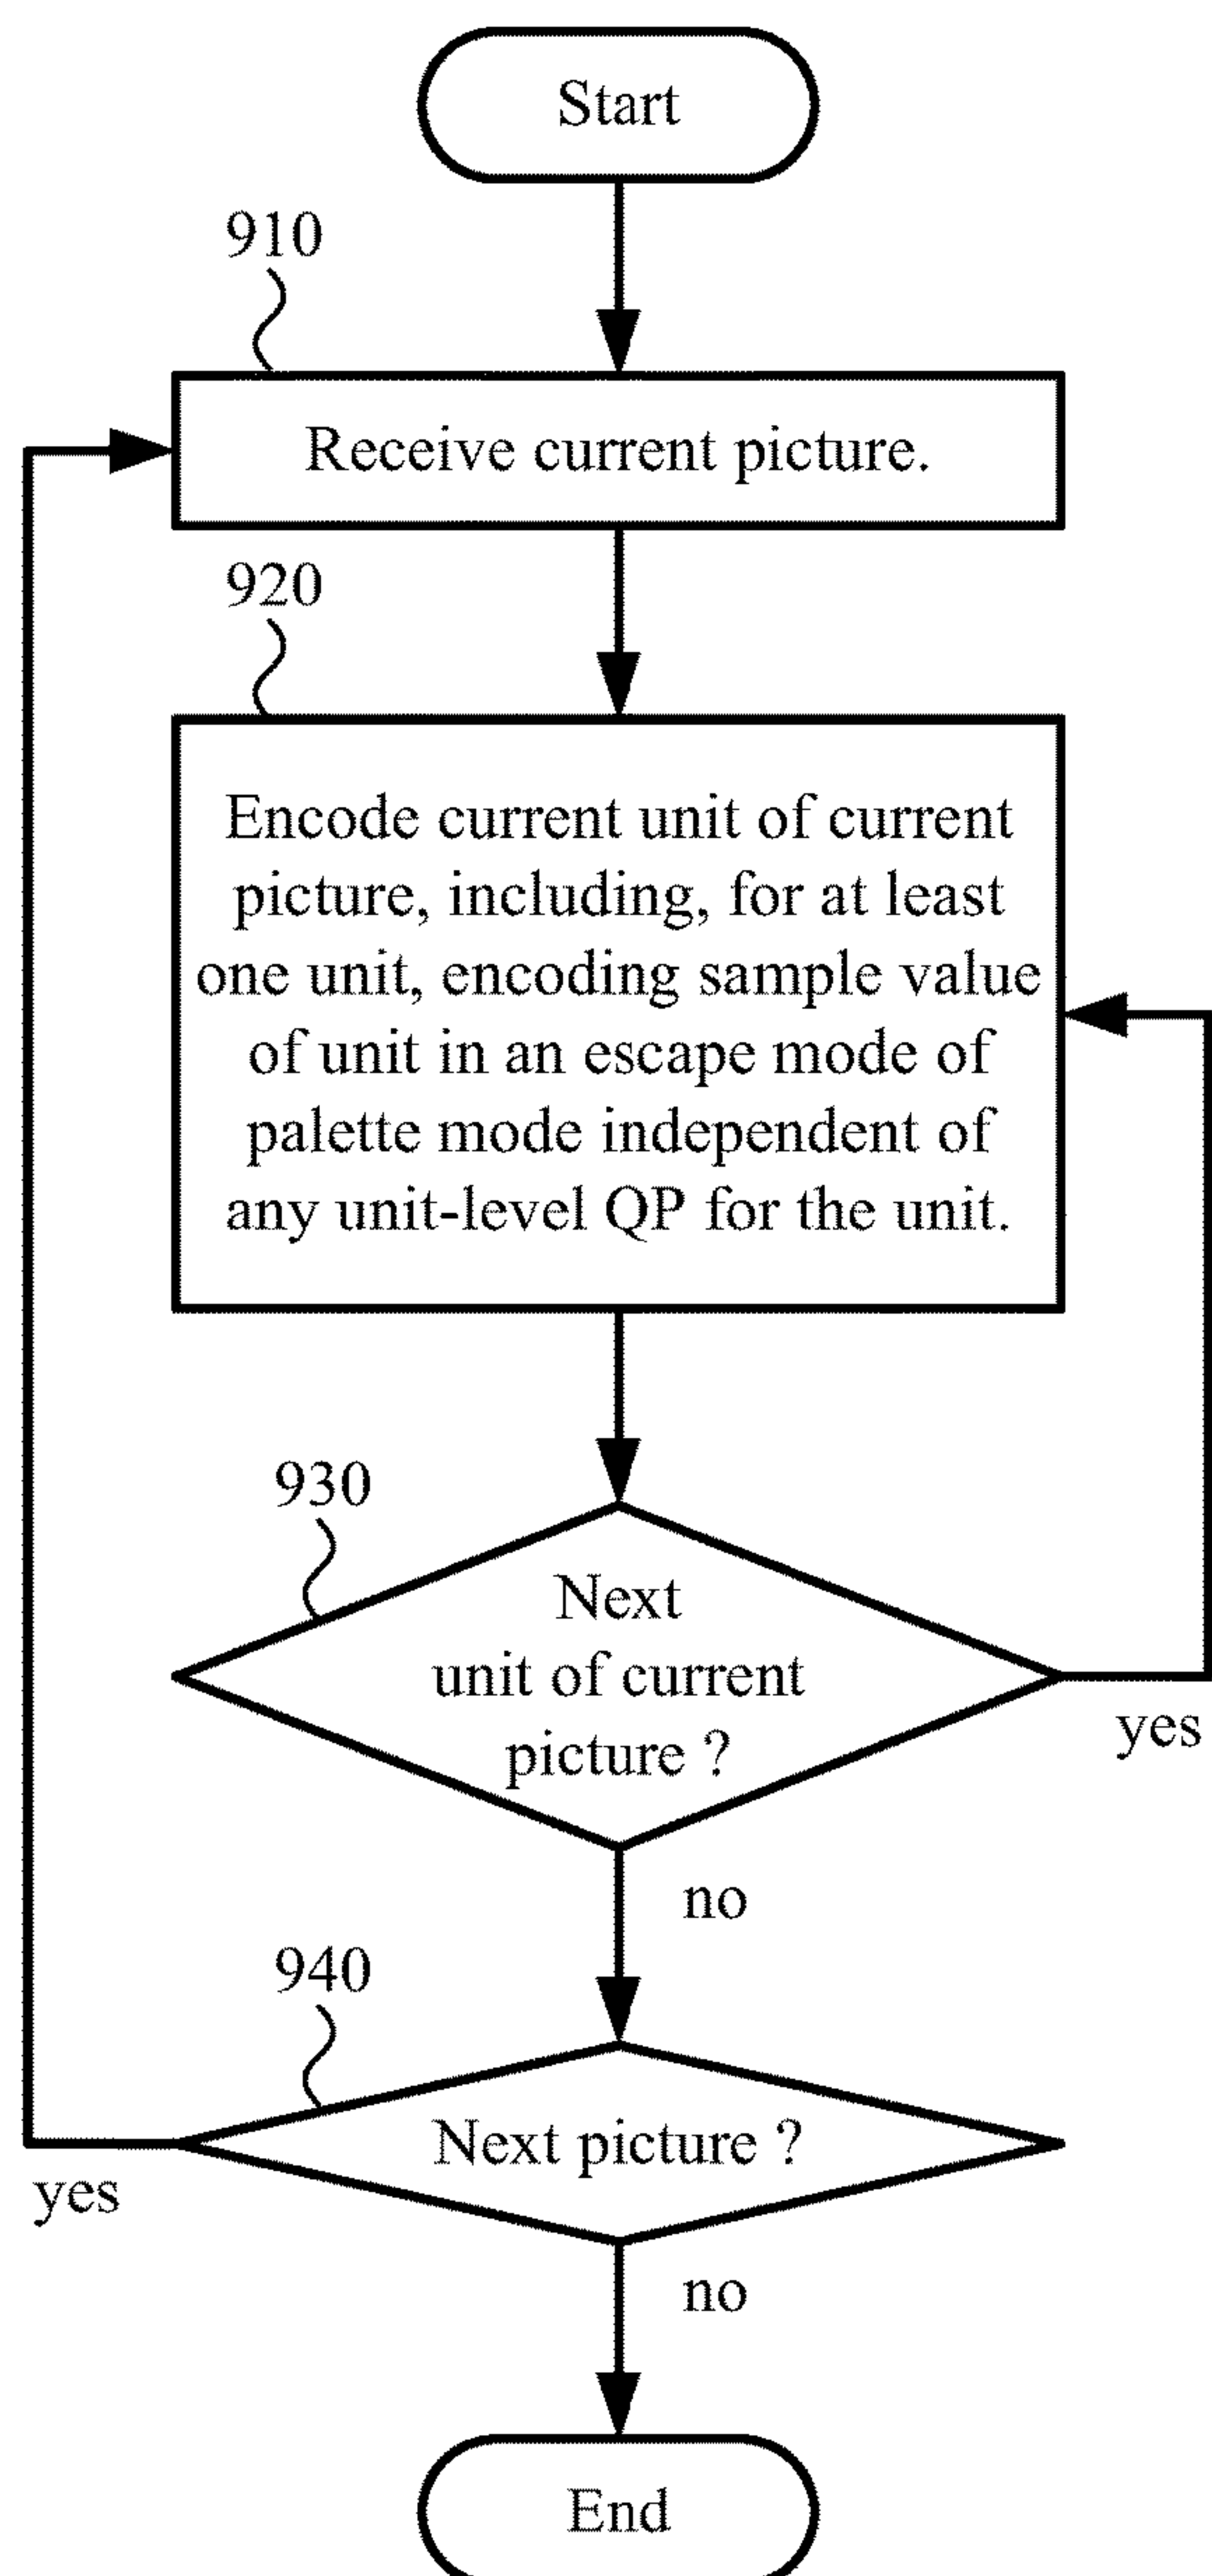 Start
910
Receive current picture.
920
Encode current unit of current
picture, including, for at least
one unit, encoding sample value
of unit in an escape mode of
palette mode independent of
any unit-level QP for the unit.
930
Next
unit of current
picture ?
yes
no
940
Next picture ?
yes
no
End